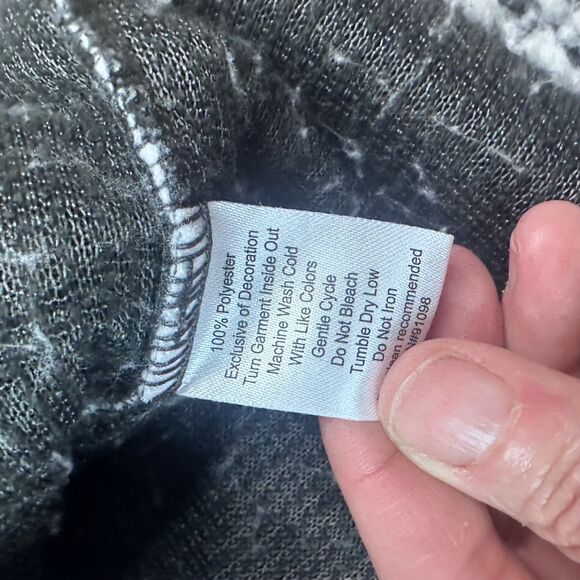 100% Polyester
Exclusive of Decoration
Turn Garment Inside Out
Machine Wash Cold
With Like Colors
Gentle Cycle
Do Not Bleach
Tumble Dry Low
Do Not Iron
recommended
N#91098